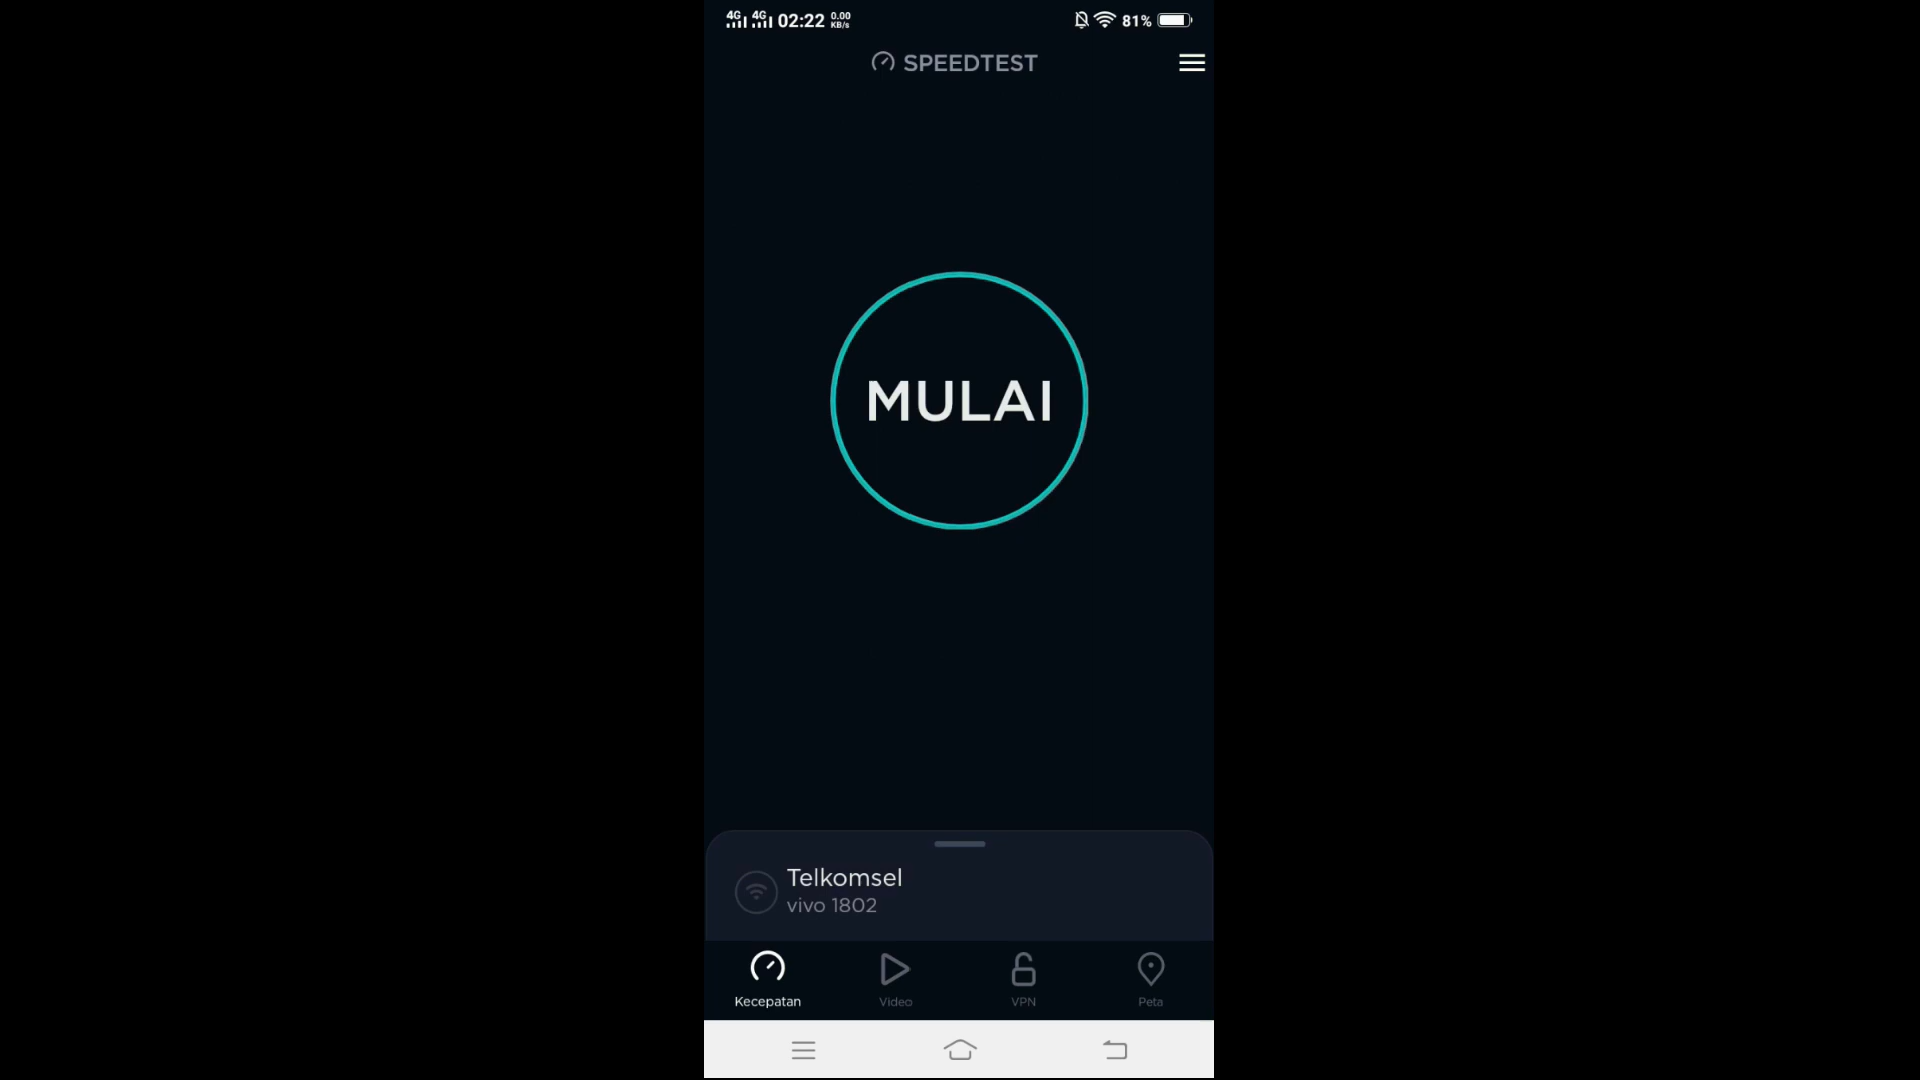 4G 4G 02:22 0.00 KB/s 81%
SPEEDTEST
MULAI
Telkomsel
vivo 1802
Kecepatan Video VPN Peta